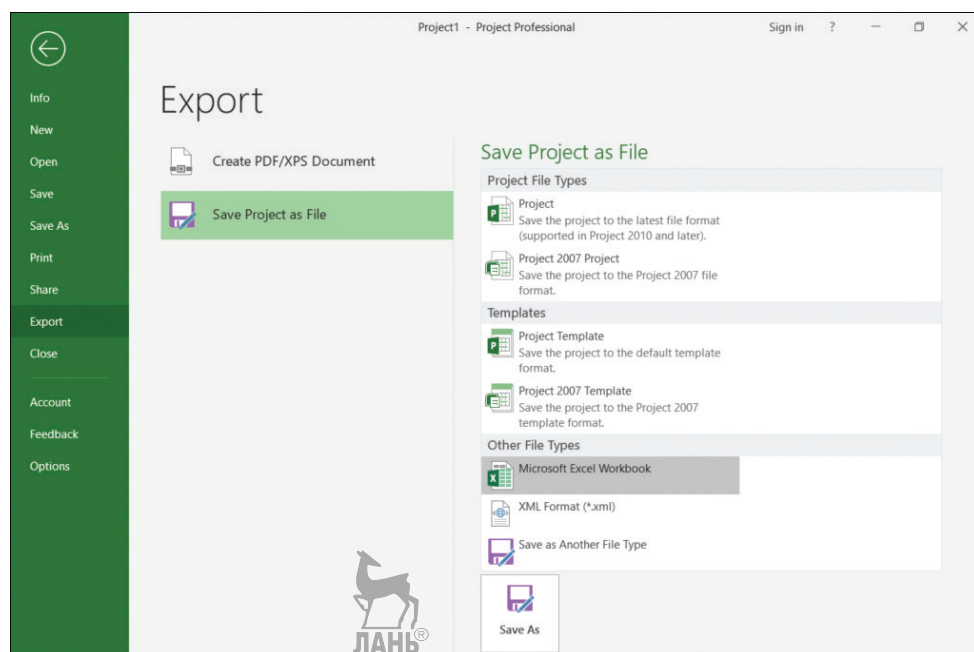 Project1 - Project Professional
Sign in ?
Info
New
Open
Save
Save As
Print
Share
Export
Close
Account
Feedback
Options
Export
Create PDF/XPS Document
Save Project as File
Save Project as File
Project File Types
Project
Save the project to the latest file format
(supported in Project 2010 and later).
Project 2007 Project
Save the project to the Project 2007 file
format.
Templates
Project Template
Save the project to the default template
format.
Project 2007 Template
Save the project to the Project 2007
template format.
Other File Types
Microsoft Excel Workbook
XML Format (*.xml)
Save as Another File Type
Save As
ЛАНЬ®